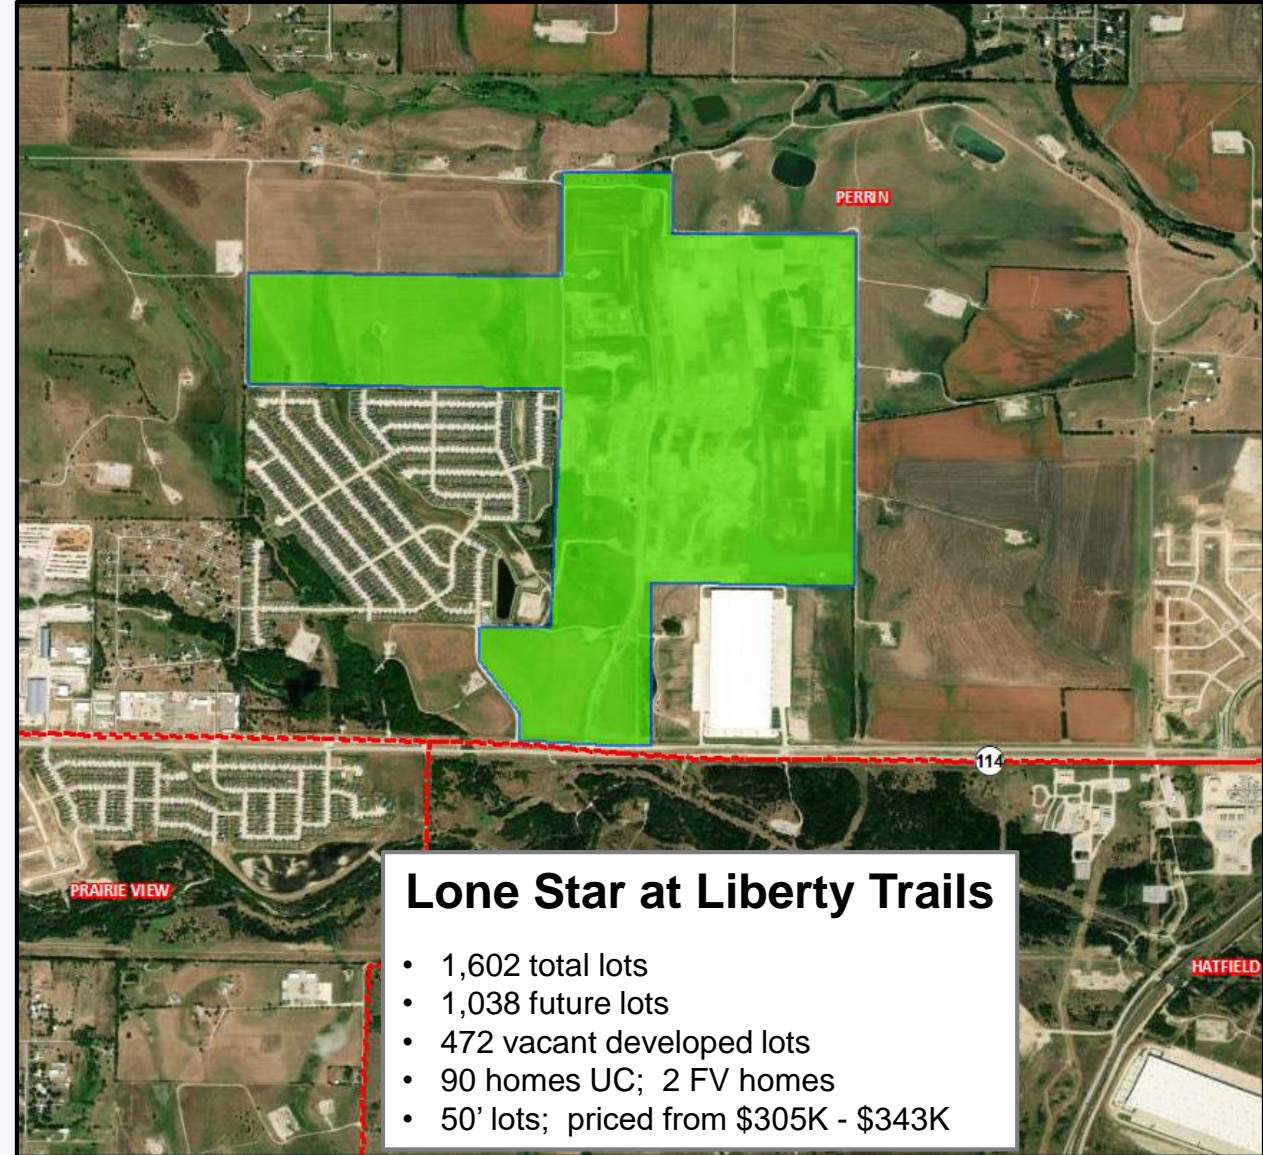 PERRIN
114
PRAIRIE VIEW
HATFIELD
Lone Star at Liberty Trails
• 1,602 total lots
• 1,038 future lots
• 472 vacant developed lots
• 90 homes UC; 2 FV homes
• 50’ lots; priced from $305K - $343K